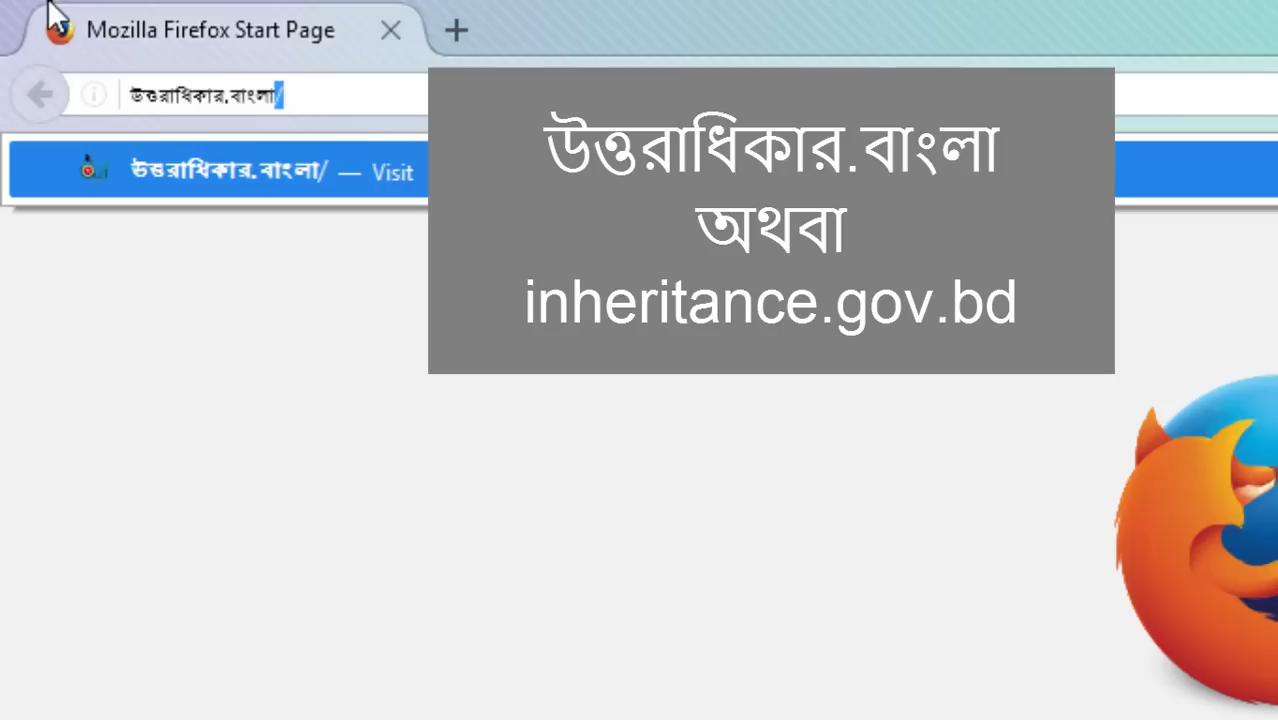 Mozilla Firefox Start Page
উত্তরাধিকার.বাংলা/
উত্তরাধিকার.বাংলা/ — Visit
উত্তরাধিকার.বাংলা
অথবা
inheritance.gov.bd